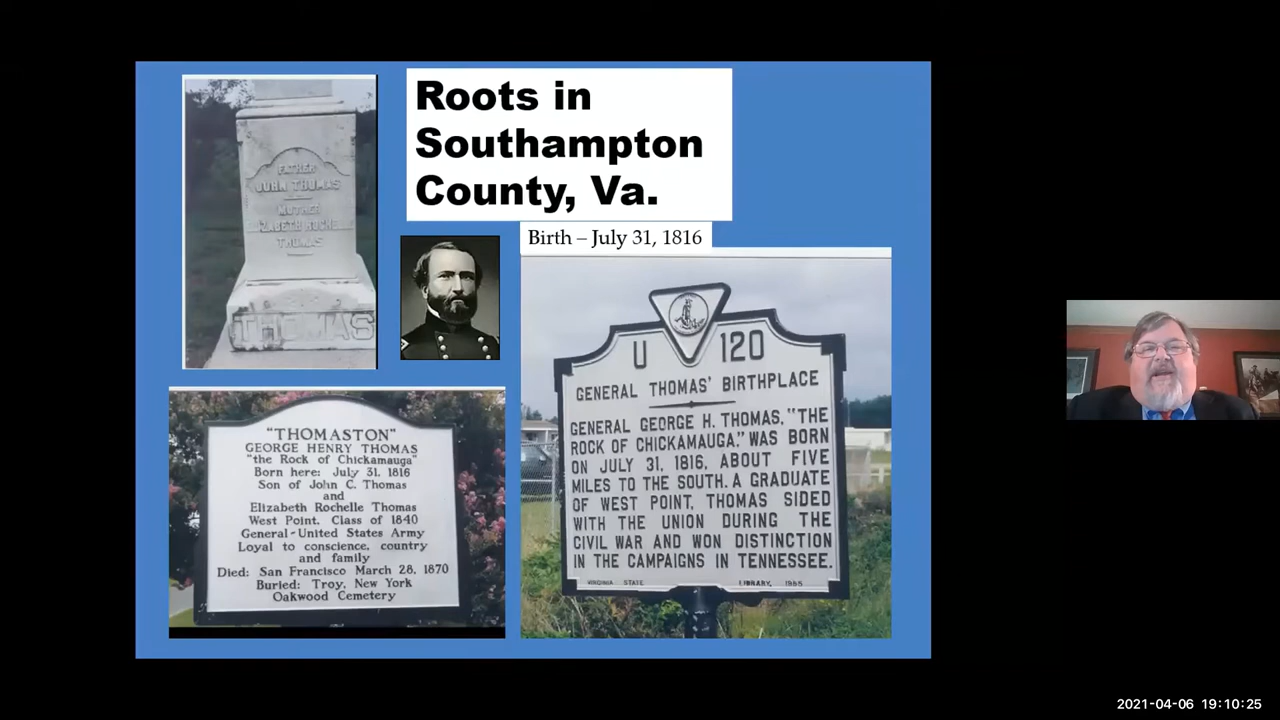 Roots in
Southampton
County, Va.
Birth – July 31, 1816
FATHER
JOHN THOMAS
MOTHER
THOMAS
THOMAS
U 120
GENERAL THOMAS' BIRTHPLACE
GENERAL GEORGE H. THOMAS, "THE
ROCK OF CHICKAMAUGA," WAS BORN
ON JULY 31, 1816, ABOUT FIVE
MILES TO THE SOUTH. A GRADUATE
OF WEST POINT, THOMAS SIDED
WITH THE UNION DURING THE
CIVIL WAR AND WON DISTINCTION
IN THE CAMPAIGNS IN TENNESSEE.
VIRGINIA STATE LIBRARY,
"THOMASTON"
GEORGE HENRY THOMAS
"the Rock of Chickamauga"
Born here: July 31, 1816
Son of John C. Thomas
and
Elizabeth Rochelle Thomas
West Point, Class of 1840
General-United States Army
Loyal to conscience, country
and family
Died: San Francisco March 28, 1870
Buried: Troy, New York
Oakwood Cemetery
2021-04-06 19:10:25